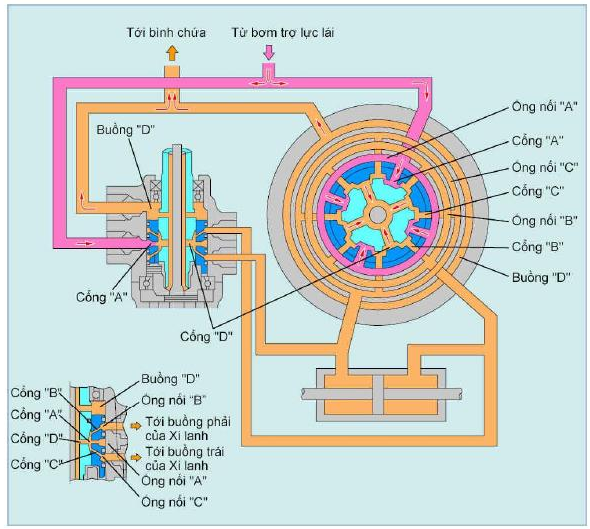 Tới bình chứa
Từ bơm trợ lực lái
Buồng "D"
Ống nối "A"
Cổng "A"
Ống nối "C"
Cổng "C"
Ống nối "B"
Cổng "B"
Buồng "D"
Cổng "A"
Cổng "D"
Cổng "B"
Cổng "A"
Cổng "D"
Cổng "C"
Buồng "D"
Ống nối "B"
Tới buồng phải
của Xi lanh
Tới buồng trái
của Xi lanh
Ống nối "A"
Ống nối "C"